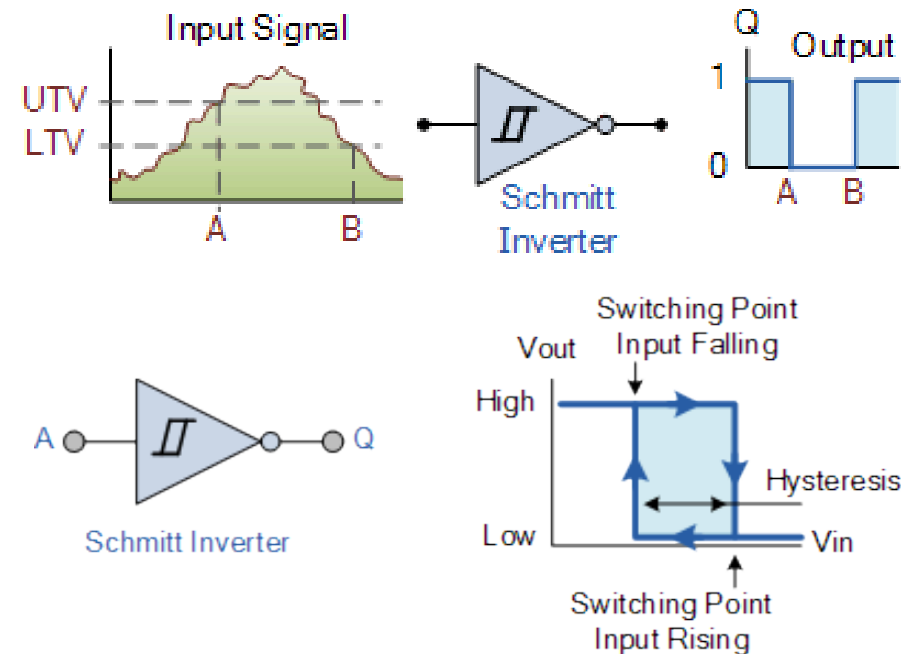 Input Signal
UTV
LTV
A
B
Schmitt
Inverter
Q
Output
1
0
A
B
A
Q
Schmitt Inverter
Switching Point
Input Falling
Vout
High
Hysteresis
Low
Vin
Switching Point
Input Rising